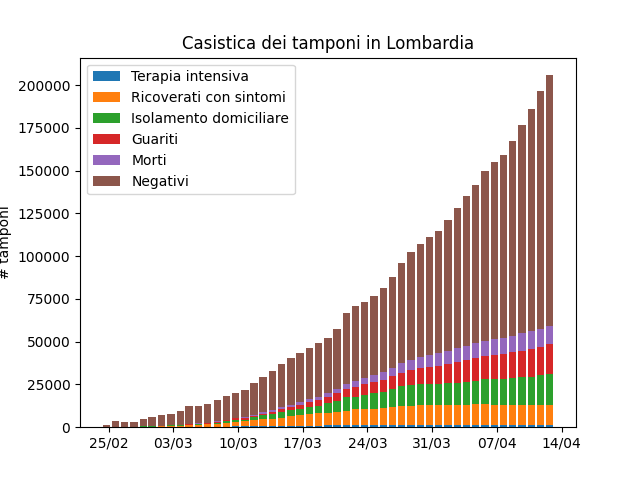 Casistica dei tamponi in Lombardia
Terapia intensiva
Ricoverati con sintomi
Isolamento domiciliare
Guariti
Morti
Negativi
# tamponi
200000
175000
150000
125000
100000
75000
50000
25000
0
25/02 03/03 10/03 17/03 24/03 31/03 07/04 14/04